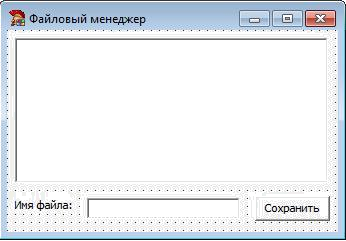 Файловый менеджер
Имя файла:
Сохранить